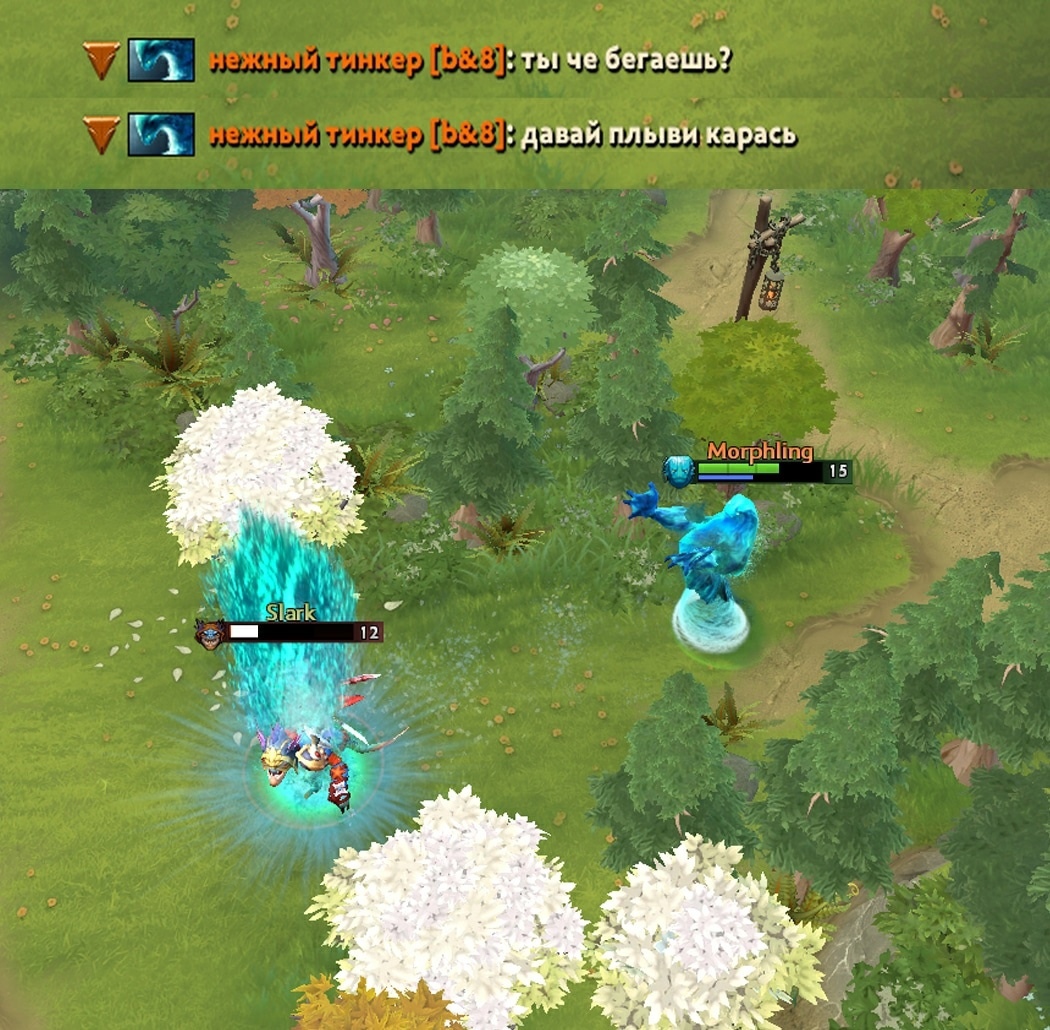 нежный тинкер [b&8]: ты че бегаешь?
нежный тинкер [b&8]: давай плыви карась
Morphling
15
Slark
12